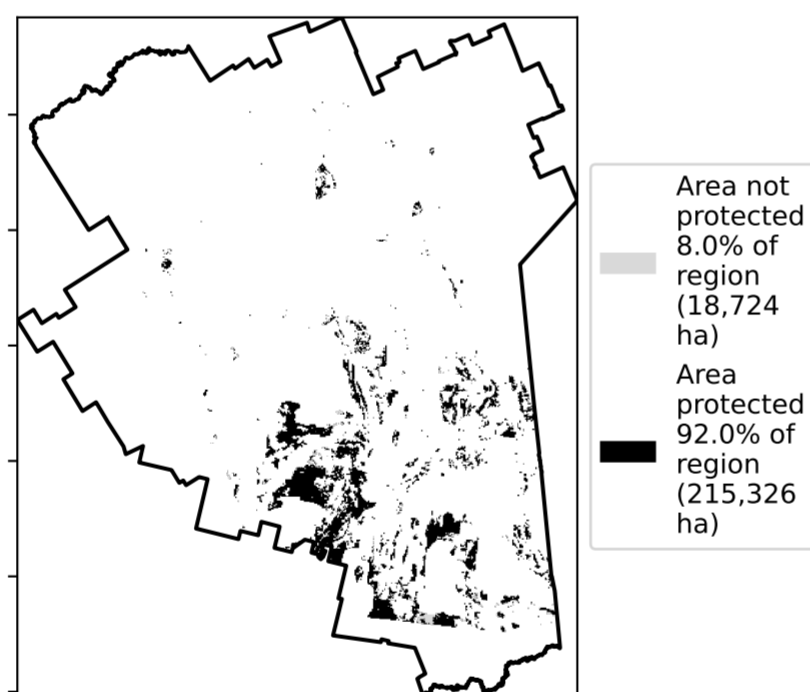 Area not
protected
8.0% of
region
(18,724
ha)
Area
protected
92.0% of
region
(215,326
ha)